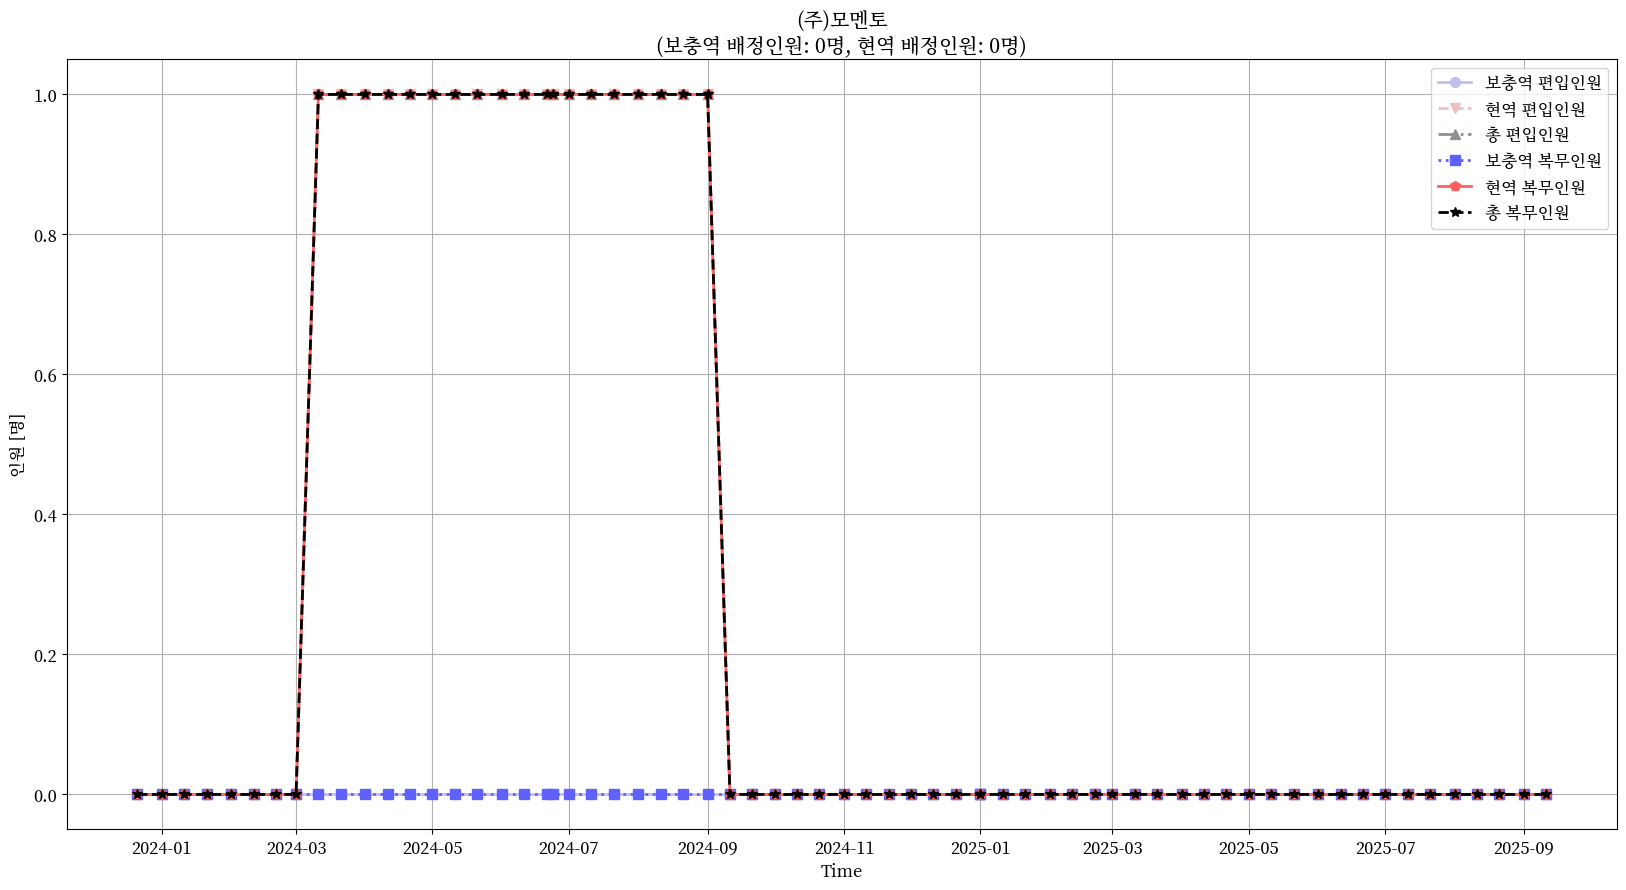 (주)모멘토
(보충역 배정인원: 0명, 현역 배정인원: 0명)
보충역 편입인원
현역 편입인원
총 편입인원
보충역 복무인원
현역 복무인원
총 복무인원
인원 [명]
1.0
0.8
0.6
0.4
0.2
0.0
2024-01 2024-03 2024-05 2024-07 2024-09 2024-11 2025-01 2025-03 2025-05 2025-07 2025-09
Time